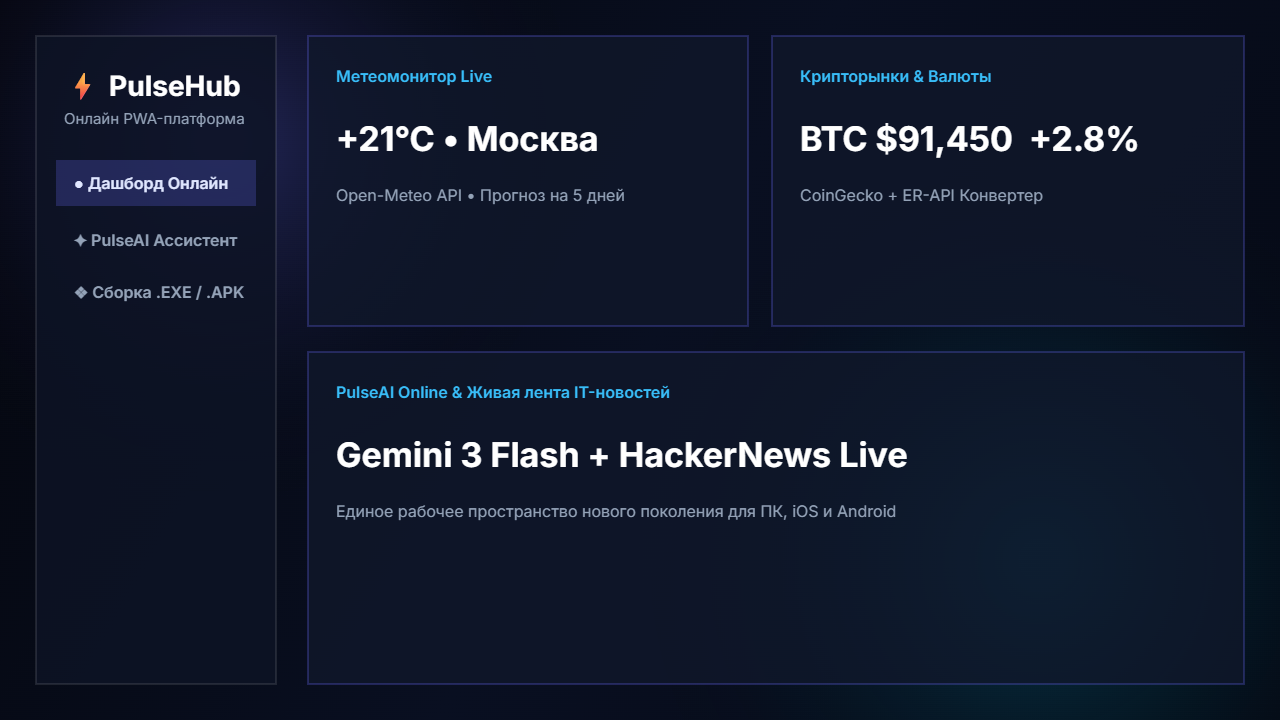 ⚡ PulseHub
Онлайн PWA-платформа
● Дашборд Онлайн
✦ PulseAI Ассистент
❖ Сборка .EXE / .APK
Метеомонитор Live
+21°C • Москва
Open-Meteo API • Прогноз на 5 дней
Крипторынки & Валюты
BTC $91,450 +2.8%
CoinGecko + ER-API Конвертер
PulseAI Online & Живая лента IT-новостей
Gemini 3 Flash + HackerNews Live
Единое рабочее пространство нового поколения для ПК, iOS и Android